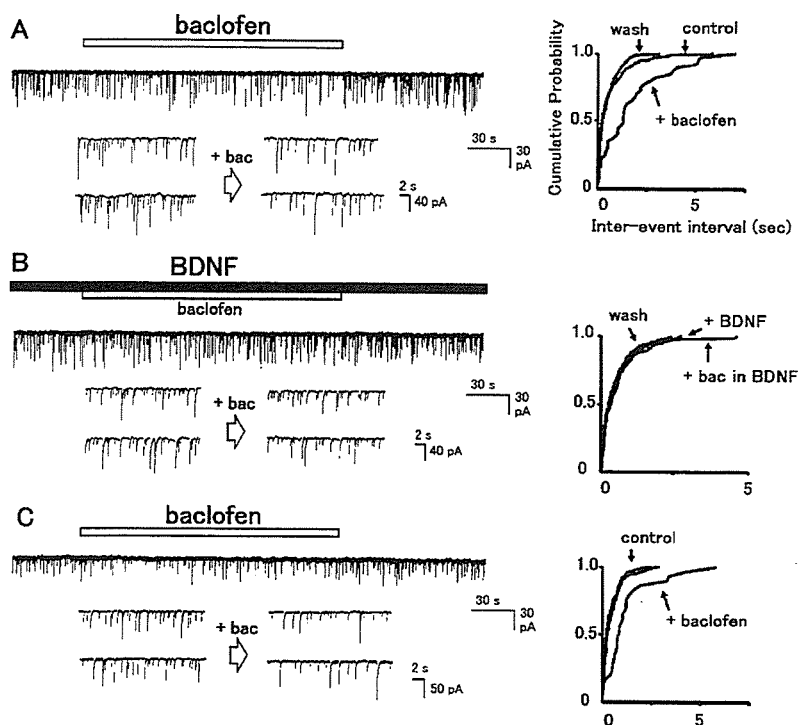 A
baclofen
+ bac
30 s
30
pA
2 s
40 pA
wash
control
Cumulative Probability
1.0
0.5
0
+ baclofen
0
5
Inter-event interval (sec)
B
BDNF
baclofen
+ bac
30 s
30
pA
2 s
40 pA
wash
+ BDNF
+ bac in BDNF
1.0
0.5
0
0
5
C
baclofen
+ bac
30 s
30
pA
2 s
50 pA
control
+ baclofen
1.0
0.5
0
0
5